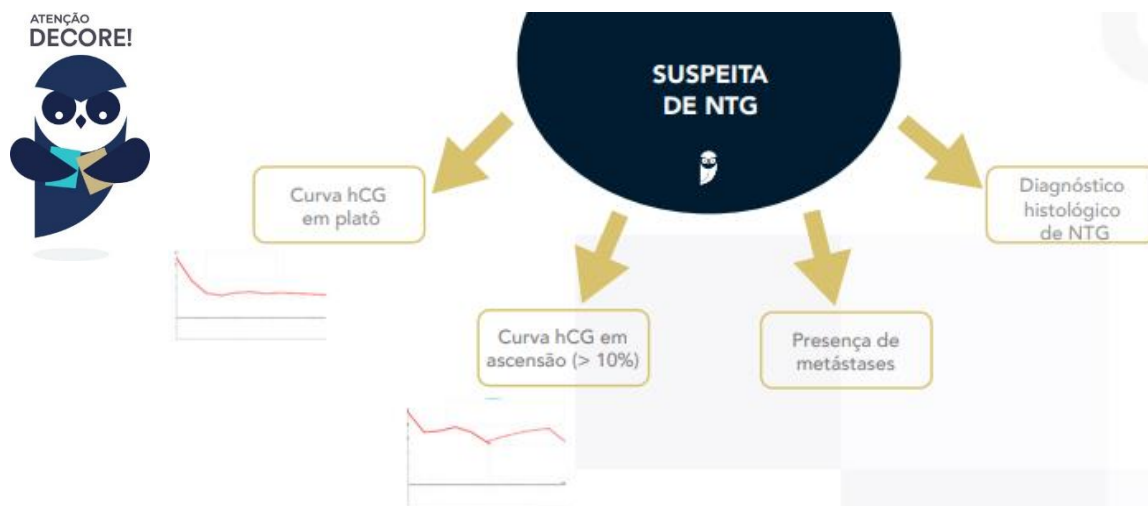 ATENÇÃO
DECORE!
SUSPEITA
DE NTG
Curva hCG
em platô
Curva hCG em
ascensão (> 10%)
Presença de
metástases
Diagnóstico
histológico
de NTG